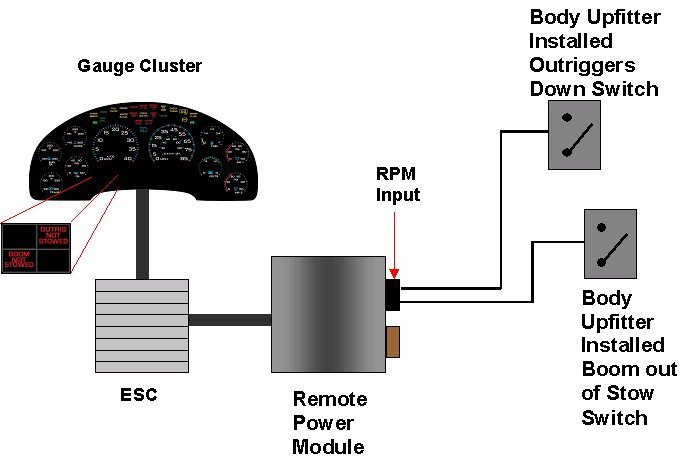 Body Upfitter
Installed
Outriggers
Down Switch
Gauge Cluster
RPM
Input
OUTRIG
NOT
STOWED
BOOM
NOT
STOWED
Body
Upfitter
Installed
Boom out
of Stow
Switch
ESC
Remote
Power
Module